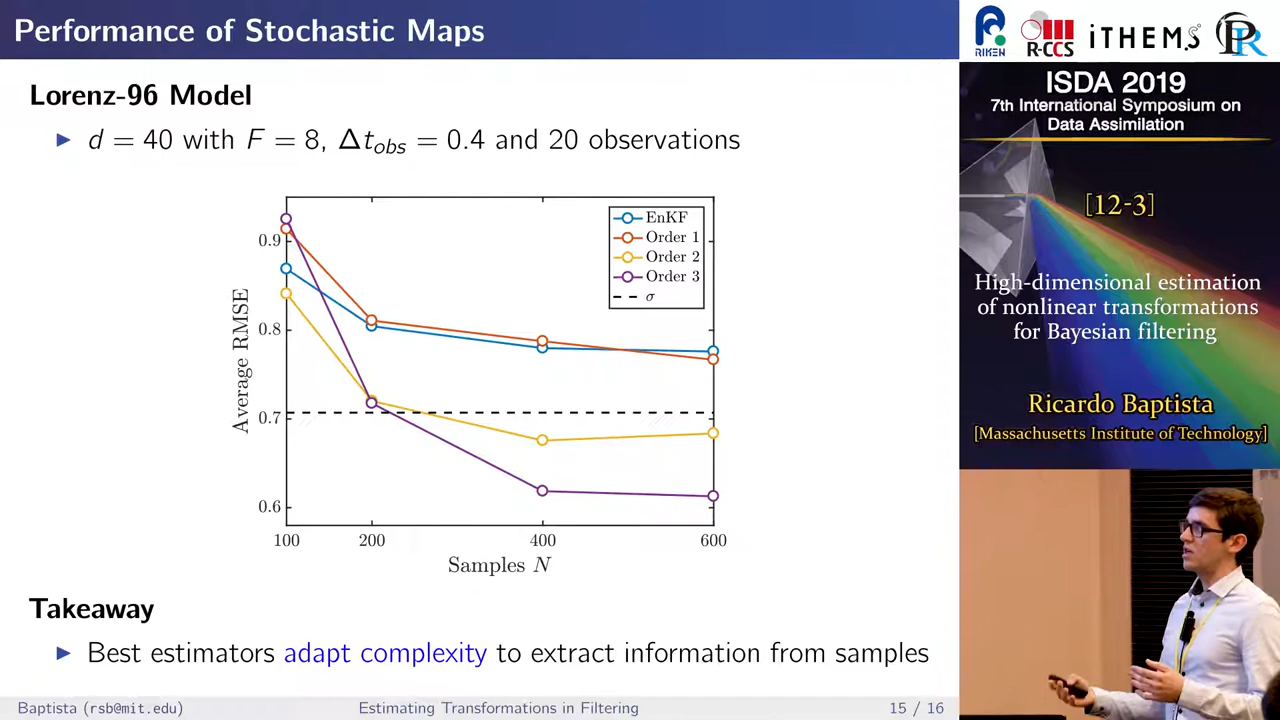 Performance of Stochastic Maps
Lorenz-96 Model
▶ d = 40 with F = 8, Δt_obs = 0.4 and 20 observations
EnKF
Order 1
Order 2
Order 3
σ
0.9
0.8
0.7
0.6
Average RMSE
100
200
400
600
Samples N
Takeaway
▶ Best estimators adapt complexity to extract information from samples
Baptista (rsb@mit.edu)
Estimating Transformations in Filtering
15 / 16
RIKEN
R-CCS
iTHEMS
PR
ISDA 2019
7th International Symposium on
Data Assimilation
[12-3]
High-dimensional estimation
of nonlinear transformations
for Bayesian filtering
Ricardo Baptista
[Massachusetts Institute of Technology]